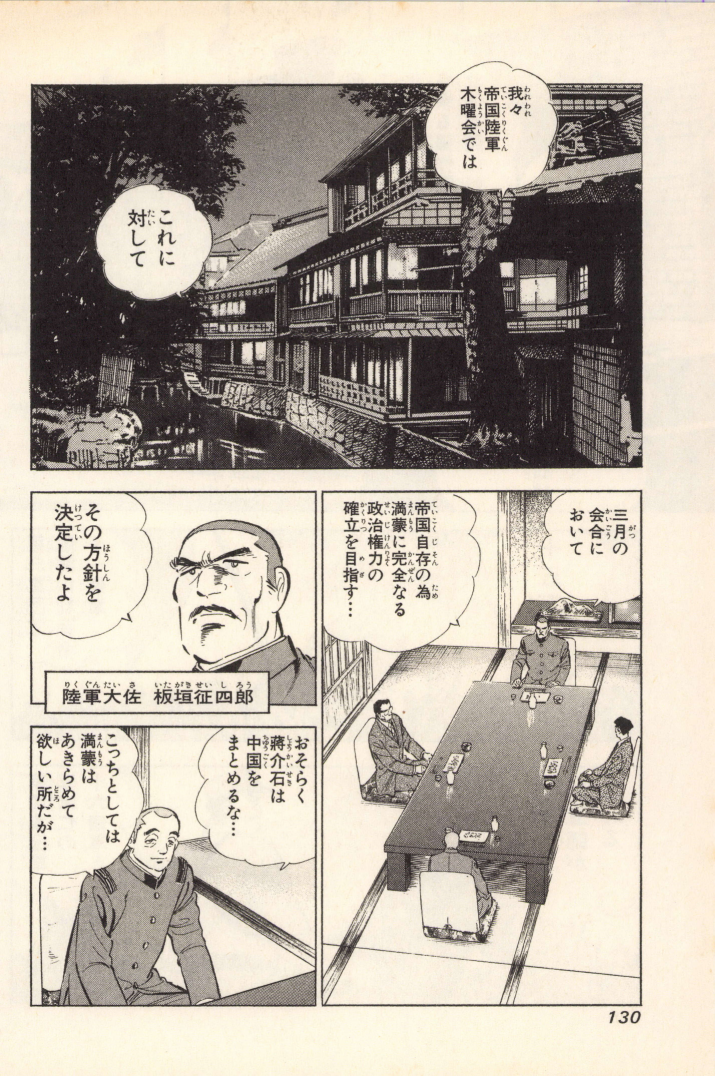 我々
帝国陸軍
木曜会では
これに
対して
三月の
会合に
おいて
帝国自存の為
満蒙に完全なる
政治権力の
確立を目指す…
その方針を
決定したよ
陸軍大佐 板垣征四郎
おそらく
蔣介石は
中国を
まとめるな…
こっちとしては
満蒙は
あきらめて
欲しい所だが…
130